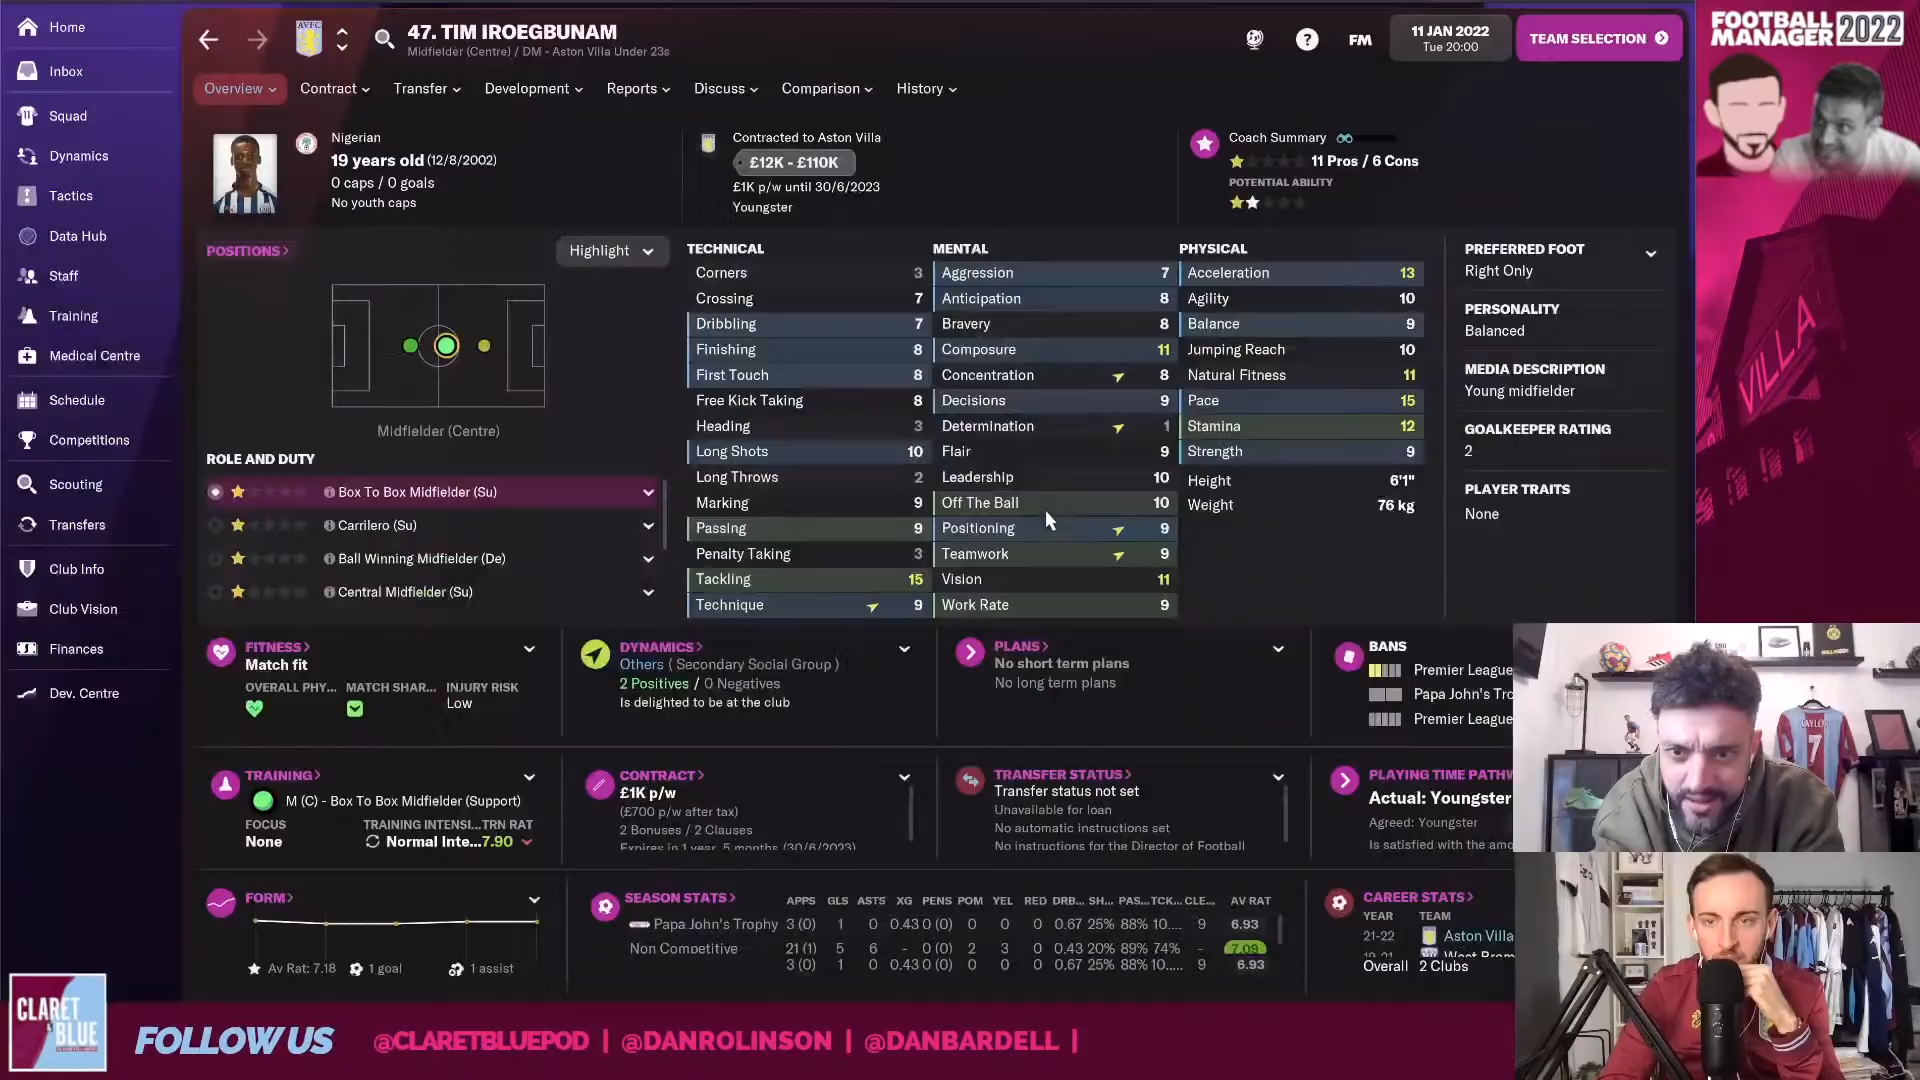 Home
Inbox
Squad
Dynamics
Tactics
Data Hub
Staff
Training
Medical Centre
Schedule
Competitions
Scouting
Transfers
Club Info
Club Vision
Finances
Dev. Centre
AVFC
47. TIM IROEGBUNAM
Midfielder (Centre) / DM - Aston Villa Under 23s
? FM
11 JAN 2022
Tue 20:00
TEAM SELECTION
FOOTBALL
MANAGER 2022
Overview Contract Transfer Development Reports Discuss Comparison History
Nigerian
19 years old (12/8/2002)
0 caps / 0 goals
No youth caps
Contracted to Aston Villa
£12K - £110K
£1K p/w until 30/6/2023
Youngster
Coach Summary
11 Pros / 6 Cons
POTENTIAL ABILITY
POSITIONS>
Highlight
Midfielder (Centre)
ROLE AND DUTY
Box To Box Midfielder (Su)
Carrilero (Su)
Ball Winning Midfielder (De)
Central Midfielder (Su)
TECHNICAL
Corners 3
Crossing 7
Dribbling 7
Finishing 8
First Touch 8
Free Kick Taking 8
Heading 3
Long Shots 10
Long Throws 2
Marking 9
Passing 9
Penalty Taking 3
Tackling 15
Technique 9
MENTAL
Aggression 7
Anticipation 8
Bravery 8
Composure 11
Concentration 8
Decisions 9
Determination 1
Flair 9
Leadership 10
Off The Ball 10
Positioning 9
Teamwork 9
Vision 11
Work Rate 9
PHYSICAL
Acceleration 13
Agility 10
Balance 9
Jumping Reach 10
Natural Fitness 11
Pace 15
Stamina 12
Strength 9
Height 6'1"
Weight 76 kg
PREFERRED FOOT
Right Only
PERSONALITY
Balanced
MEDIA DESCRIPTION
Young midfielder
GOALKEEPER RATING
2
PLAYER TRAITS
None
VILLA
FITNESS>
Match fit
OVERALL PHY... MATCH SHAR... INJURY RISK
Low
DYNAMICS>
Others ( Secondary Social Group )
2 Positives / 0 Negatives
Is delighted to be at the club
PLANS>
No short term plans
No long term plans
BANS
Premier League
Papa John's Tro
Premier League
TRAINING>
M (C) - Box To Box Midfielder (Support)
FOCUS TRAINING INTENSI... TRN RAT
None Normal Inte... 7.90
CONTRACT>
£1K p/w
(£700 p/w after tax)
2 Bonuses / 2 Clauses
Expires in 1 year, 5 months (30/6/2023)
TRANSFER STATUS>
Transfer status not set
Unavailable for loan
No automatic instructions set
No instructions for the Director of Football
PLAYING TIME PATHW
Actual: Youngster
Agreed: Youngster
Is satisfied with the amo
FORM>
Av Rat: 7.18 1 goal 1 assist
SEASON STATS>
APPS GLS ASTS XG PENS POM YEL RED DRB... SH... PAS... TCK... CLE... AV RAT
Papa John's Trophy 3 (0) 1 0 0.43 0 (0) 0 0 0 0.67 25% 88% 10.... 9 6.93
Non Competitive 21 (1) 5 6 - 0 (0) 2 3 0 0.43 20% 89% 74% - 7.09
3 (0) 1 0 0.43 0 (0) 0 0 0 0.67 25% 88% 10.... 9 6.93
CAREER STATS>
YEAR TEAM
21-22 Aston Villa
19-21 West Brom
Overall 2 Clubs
TAYLOR
7
CLARET
& BLUE
FOLLOW US
@CLARETBLUEPOD | @DANROLINSON | @DANBARDELL |